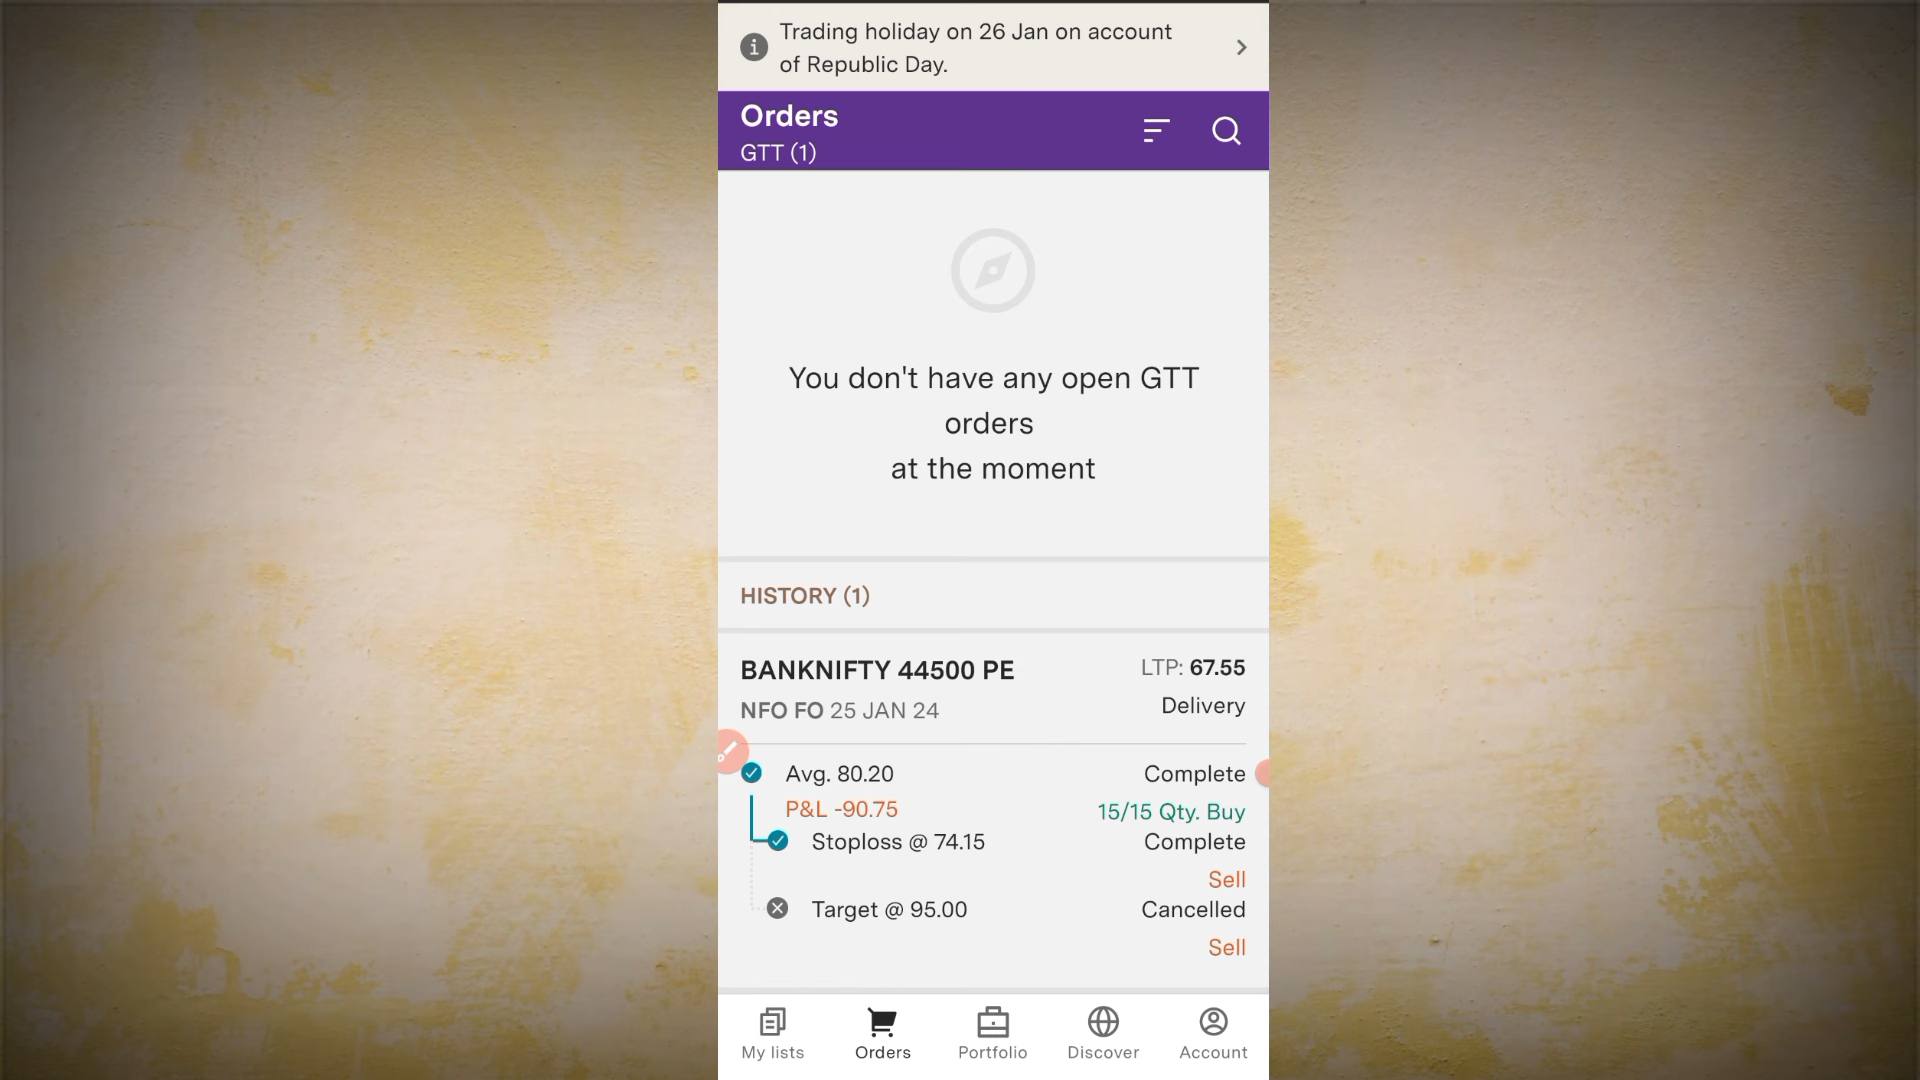 Trading holiday on 26 Jan on account
of Republic Day.
Orders
GTT (1)
You don't have any open GTT
orders
at the moment
HISTORY (1)
BANKNIFTY 44500 PE
LTP: 67.55
NFO FO 25 JAN 24
Delivery
Avg. 80.20
Complete
P&L -90.75
15/15 Qty. Buy
Stoploss @ 74.15
Complete
Sell
Target @ 95.00
Cancelled
Sell
My lists
Orders
Portfolio
Discover
Account